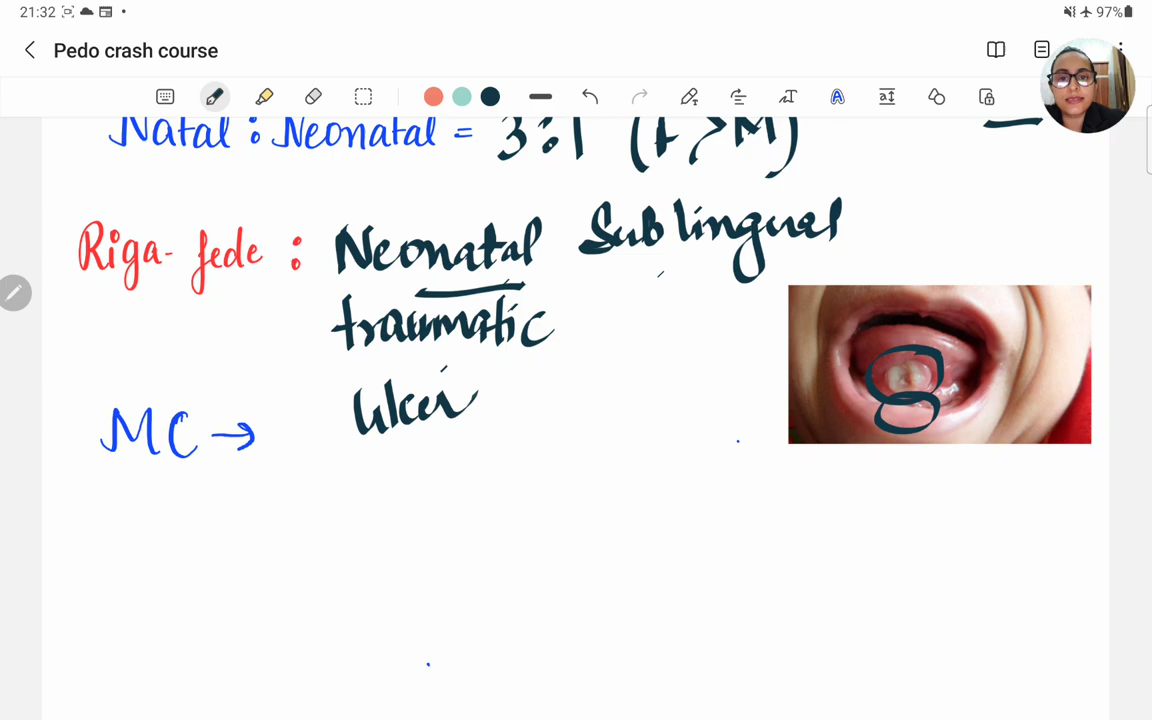 21:32 97%
Pedo crash course
Natal : Neonatal = 3:1 (F>M)
Riga-fede : Neonatal Sublingual
traumatic
Ulcer
MC →